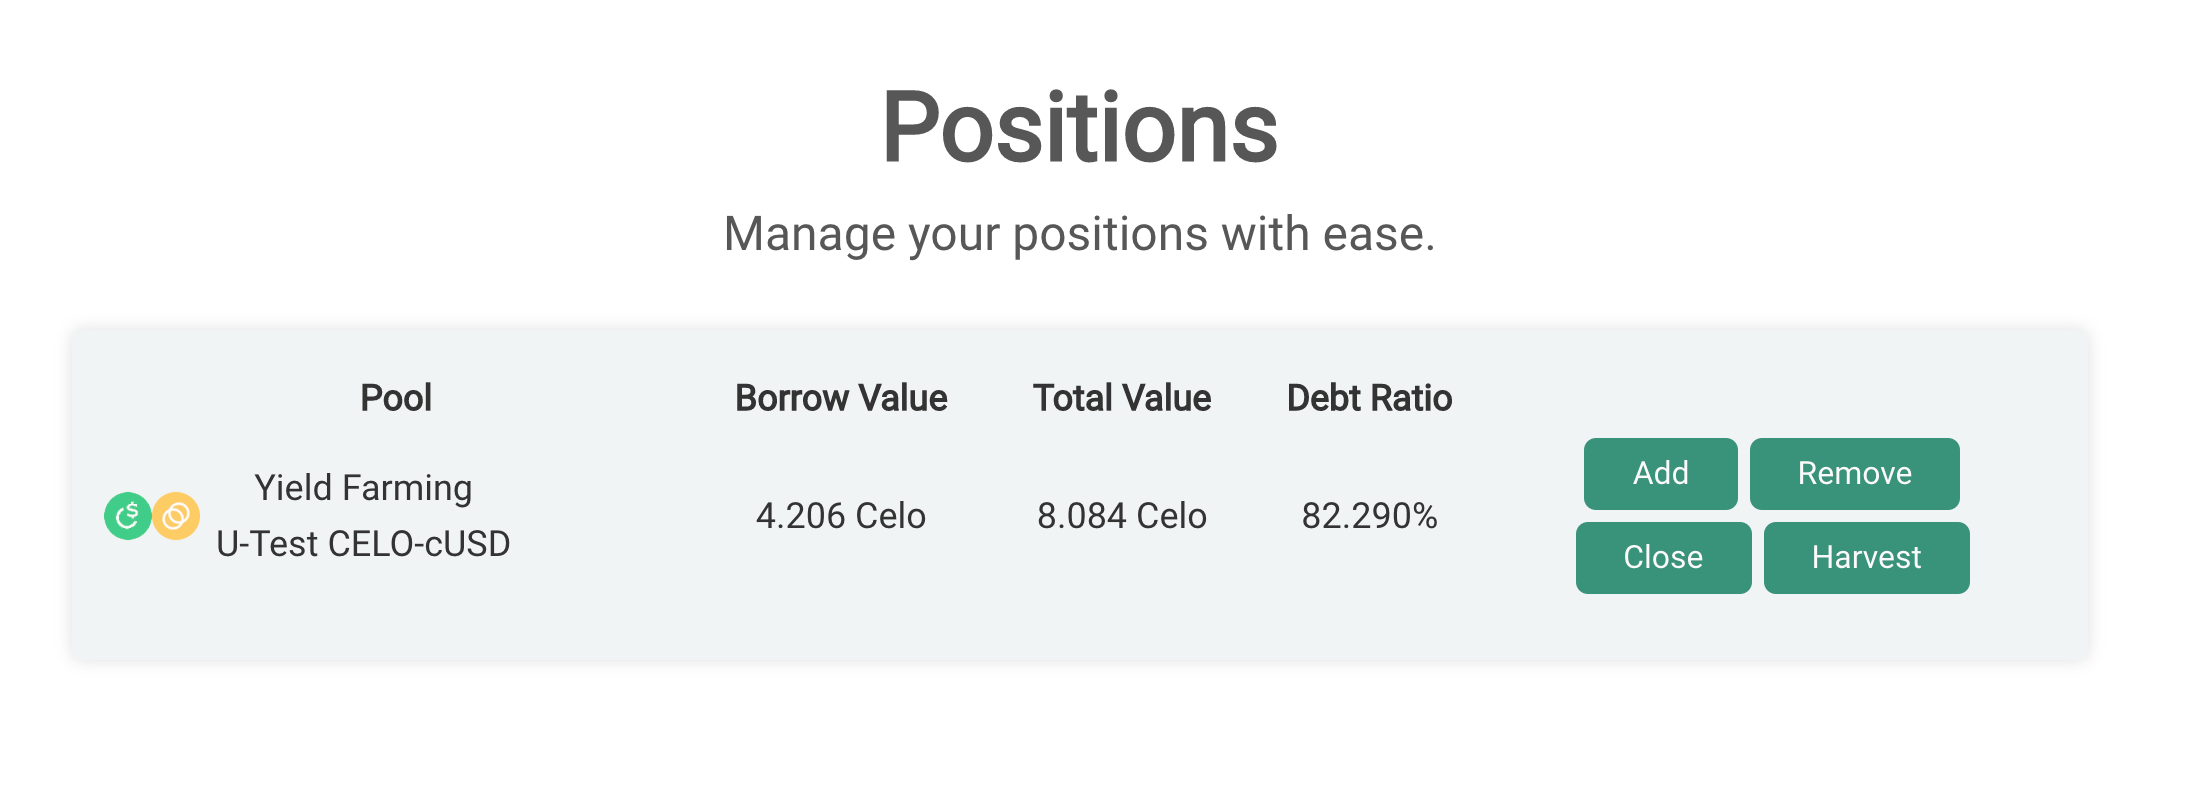 Positions
Manage your positions with ease.
Pool Borrow Value Total Value Debt Ratio
Yield Farming
U-Test CELO-cUSD
4.206 Celo 8.084 Celo 82.290%
Add Remove
Close Harvest